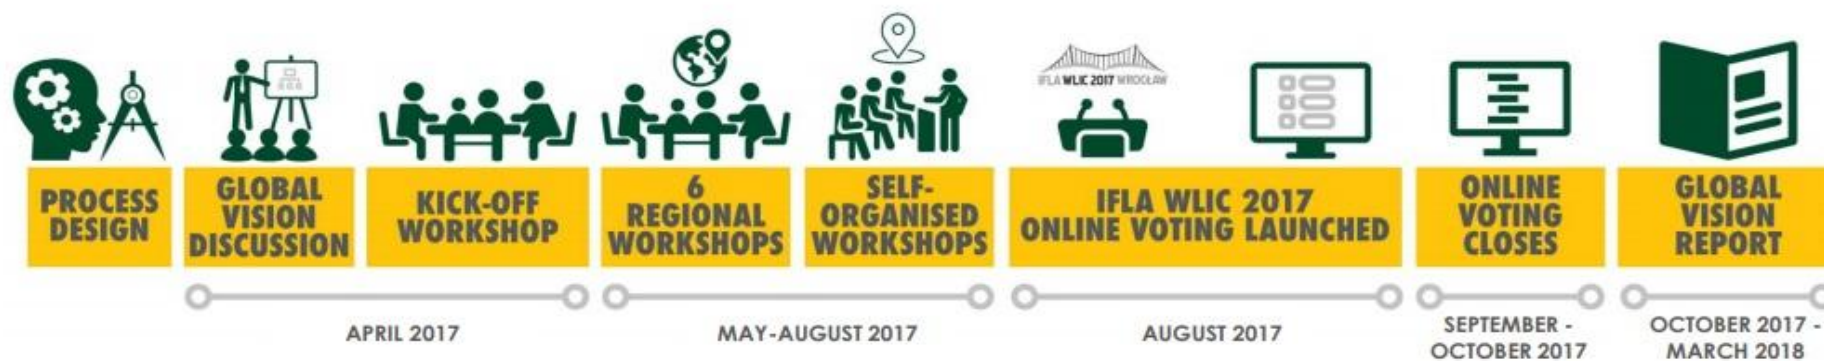 IFLA WLIC 2017 WROCŁAW
PROCESS
DESIGN
GLOBAL
VISION
DISCUSSION
KICK-OFF
WORKSHOP
6
REGIONAL
WORKSHOPS
SELF-
ORGANISED
WORKSHOPS
IFLA WLIC 2017
ONLINE VOTING LAUNCHED
ONLINE
VOTING
CLOSES
GLOBAL
VISION
REPORT
APRIL 2017
MAY-AUGUST 2017
AUGUST 2017
SEPTEMBER -
OCTOBER 2017
OCTOBER 2017 -
MARCH 2018